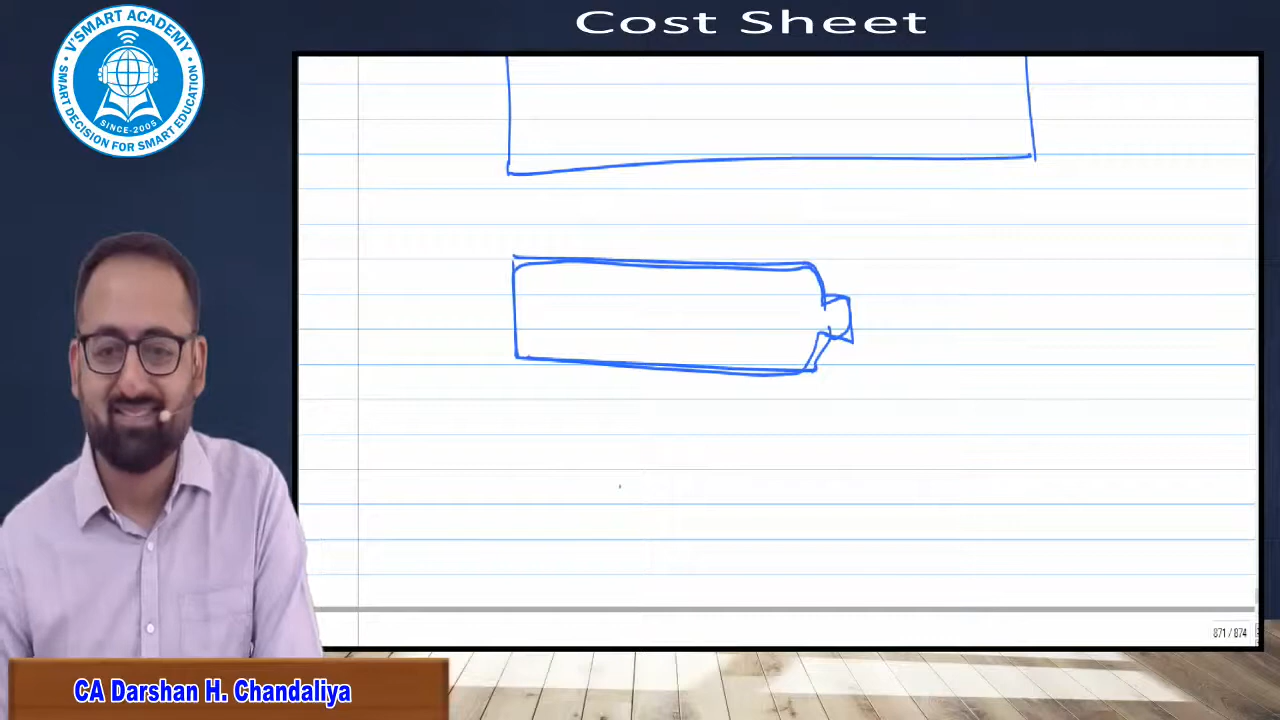 Cost Sheet
V'SMART ACADEMY
SMART DECISION FOR SMART EDUCATION
SINCE-2005
871 / 874
CA Darshan H. Chandaliya